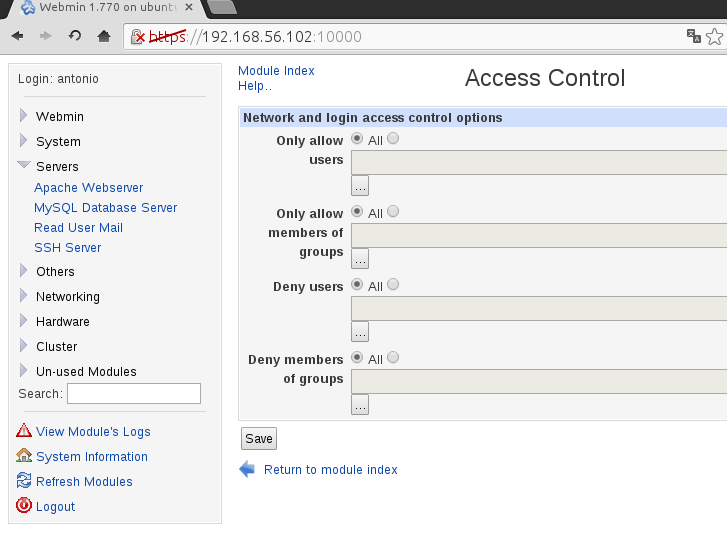 Webmin 1.770 on ubuntu
https://192.168.56.102:10000
Login: antonio
Webmin
System
Servers
Apache Webserver
MySQL Database Server
Read User Mail
SSH Server
Others
Networking
Hardware
Cluster
Un-used Modules
Search:
View Module's Logs
System Information
Refresh Modules
Logout
Module Index
Help..
Access Control
Network and login access control options
Only allow users
All
...
Only allow members of groups
All
...
Deny users
All
...
Deny members of groups
All
...
Save
Return to module index